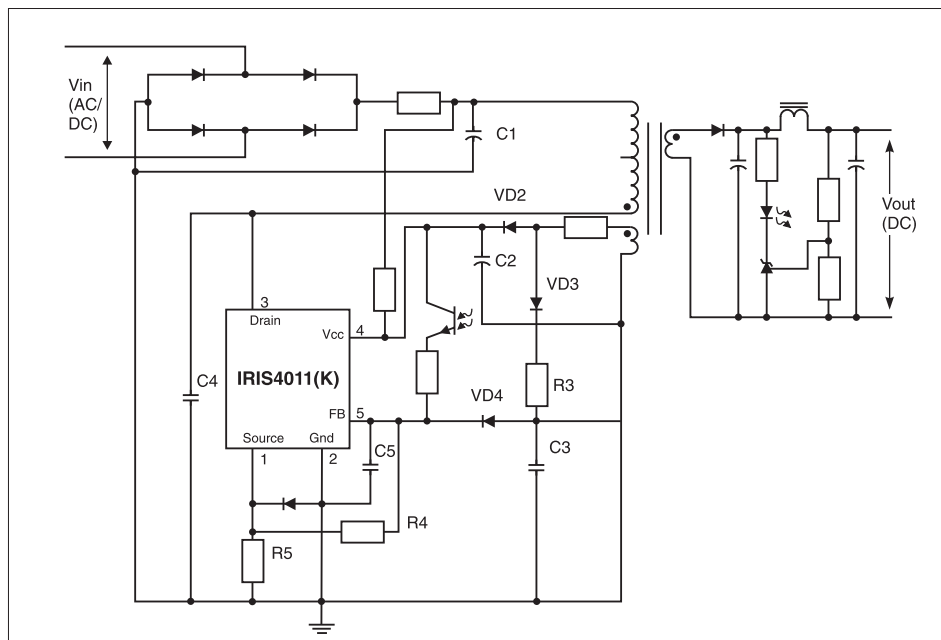 Vin
(AC/
DC)
C1
VD2
C2
VD3
Vout
(DC)
3
Drain
Vcc
4
IRIS4011(K)
C4
R3
VD4
FB
5
Source
Gnd
1
2
C5
C3
R4
R5